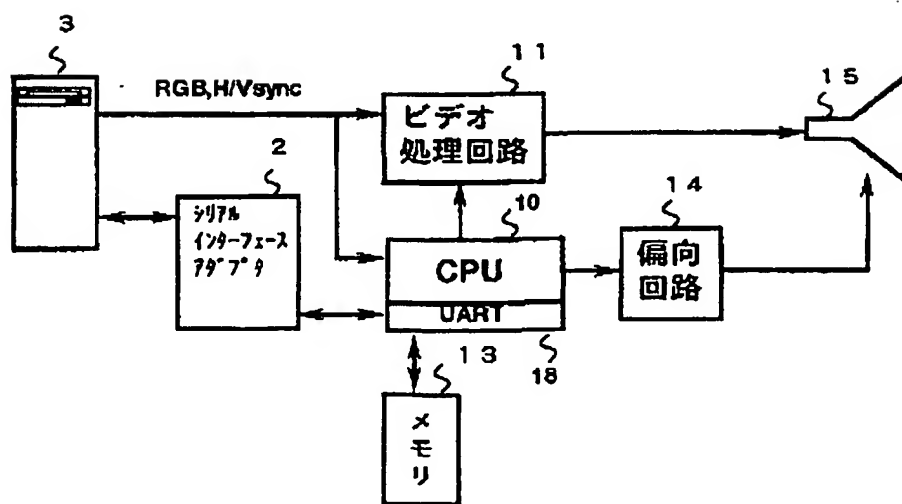 3
RGB,H/Vsync
11
ビデオ
処理回路
15
2
シリアル
インターフェース
アダプタ
10
CPU
UART
18
14
偏向
回路
13
メモリ